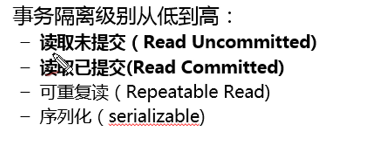 事务隔离级别从低到高：
– 读取未提交（Read Uncommitted)
– 读取已提交(Read Committed)
– 可重复读（Repeatable Read)
– 序列化（serializable)